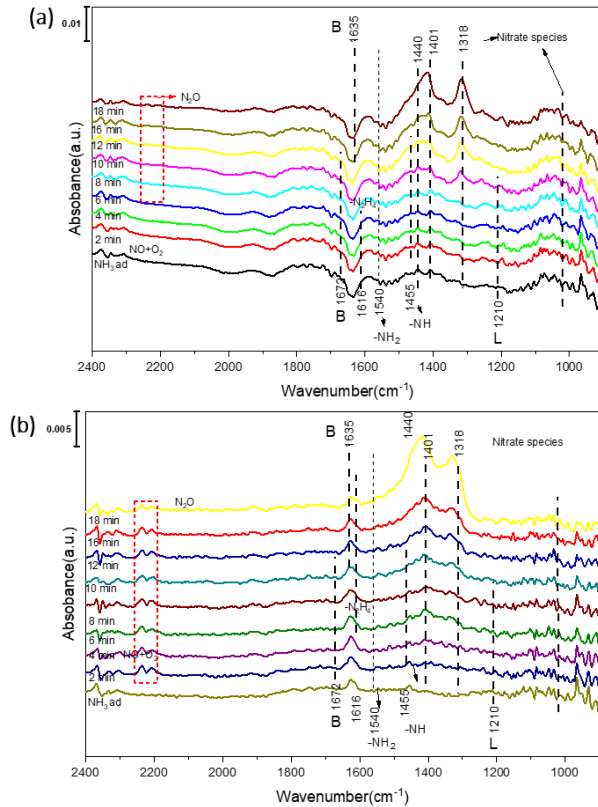 (a)
0.01
B
1635
1440
1401
1318
Nitrate species
N2O
18 min
16 min
12 min
10 min
8 min
6 min
4 min
2 min
NO+O2
NH3 ad
-N2H4
1672
1616
1540
1455
1210
B
-NH2
-NH
L
Absobance(a.u.)
2400
2200
2000
1800
1600
1400
1200
1000
Wavenumber(cm-1)
(b)
0.005
B
1635
1440
1401
1318
Nitrate species
N2O
18 min
16 min
12 min
10 min
8 min
6 min
4 min
NO+O2
2 min
NH3 ad
-N2H4
1672
1616
1540
1455
1210
B
-NH2
-NH
L
Absobance(a.u.)
2400
2200
2000
1800
1600
1400
1200
1000
Wavenumber(cm-1)